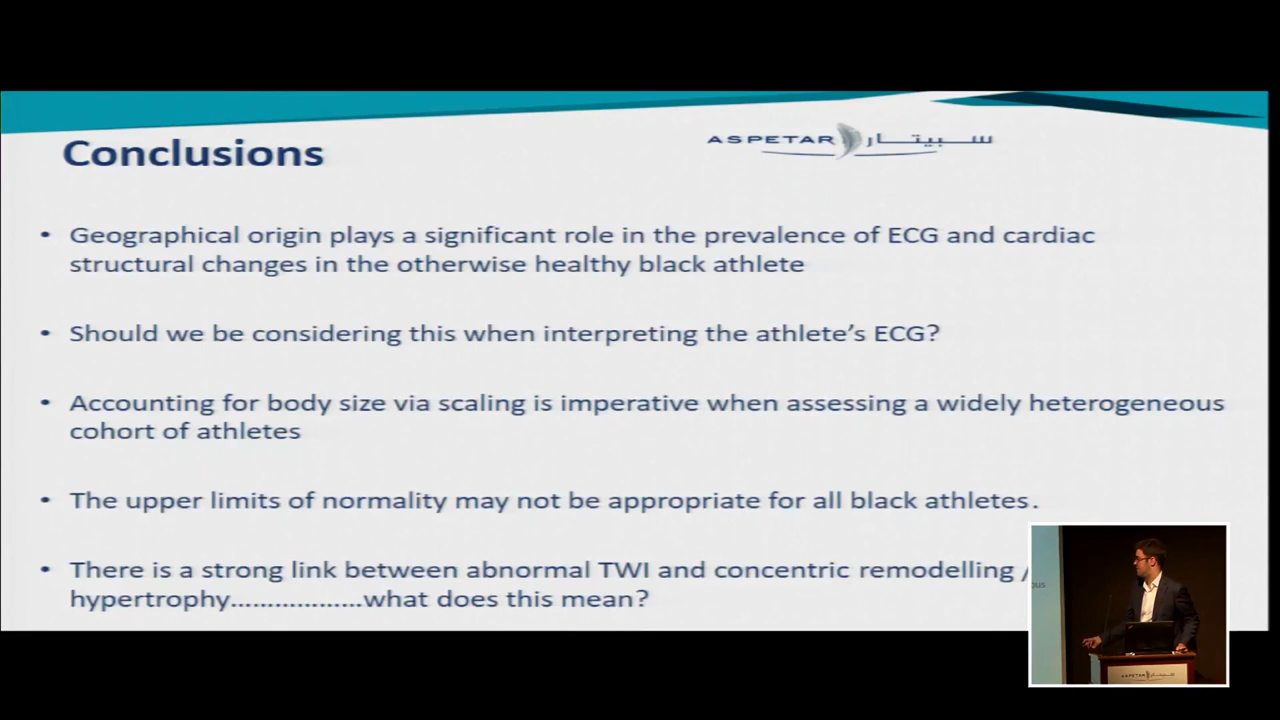 Conclusions
ASPETAR سبيتار
• Geographical origin plays a significant role in the prevalence of ECG and cardiac
structural changes in the otherwise healthy black athlete
• Should we be considering this when interpreting the athlete's ECG?
• Accounting for body size via scaling is imperative when assessing a widely heterogeneous
cohort of athletes
• The upper limits of normality may not be appropriate for all black athletes.
• There is a strong link between abnormal TWI and concentric remodelling /
hypertrophy..................what does this mean?
ASPETAR سبيتار